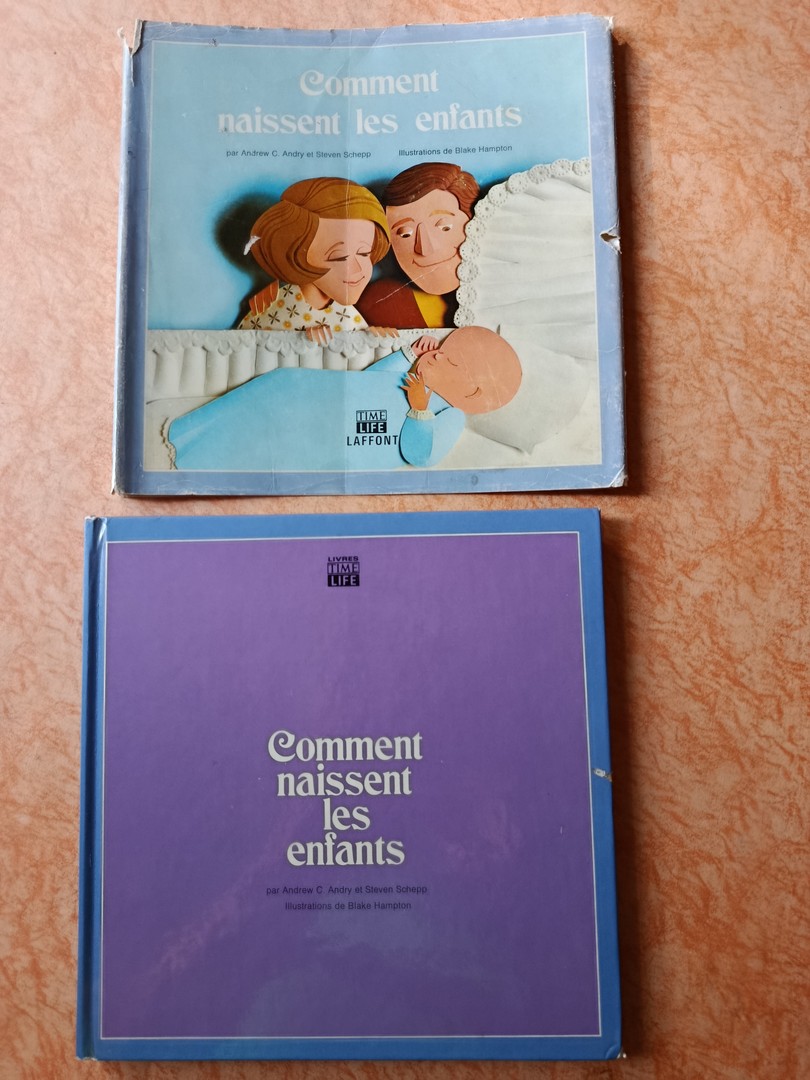 Comment
naissent les enfants
par Andrew C. Andry et Steven Schepp Illustrations de Blake Hampton
TIME
LIFE
LAFFONT
LIVRES
TIME
LIFE
Comment
naissent
les
enfants
par Andrew C. Andry et Steven Schepp
Illustrations de Blake Hampton